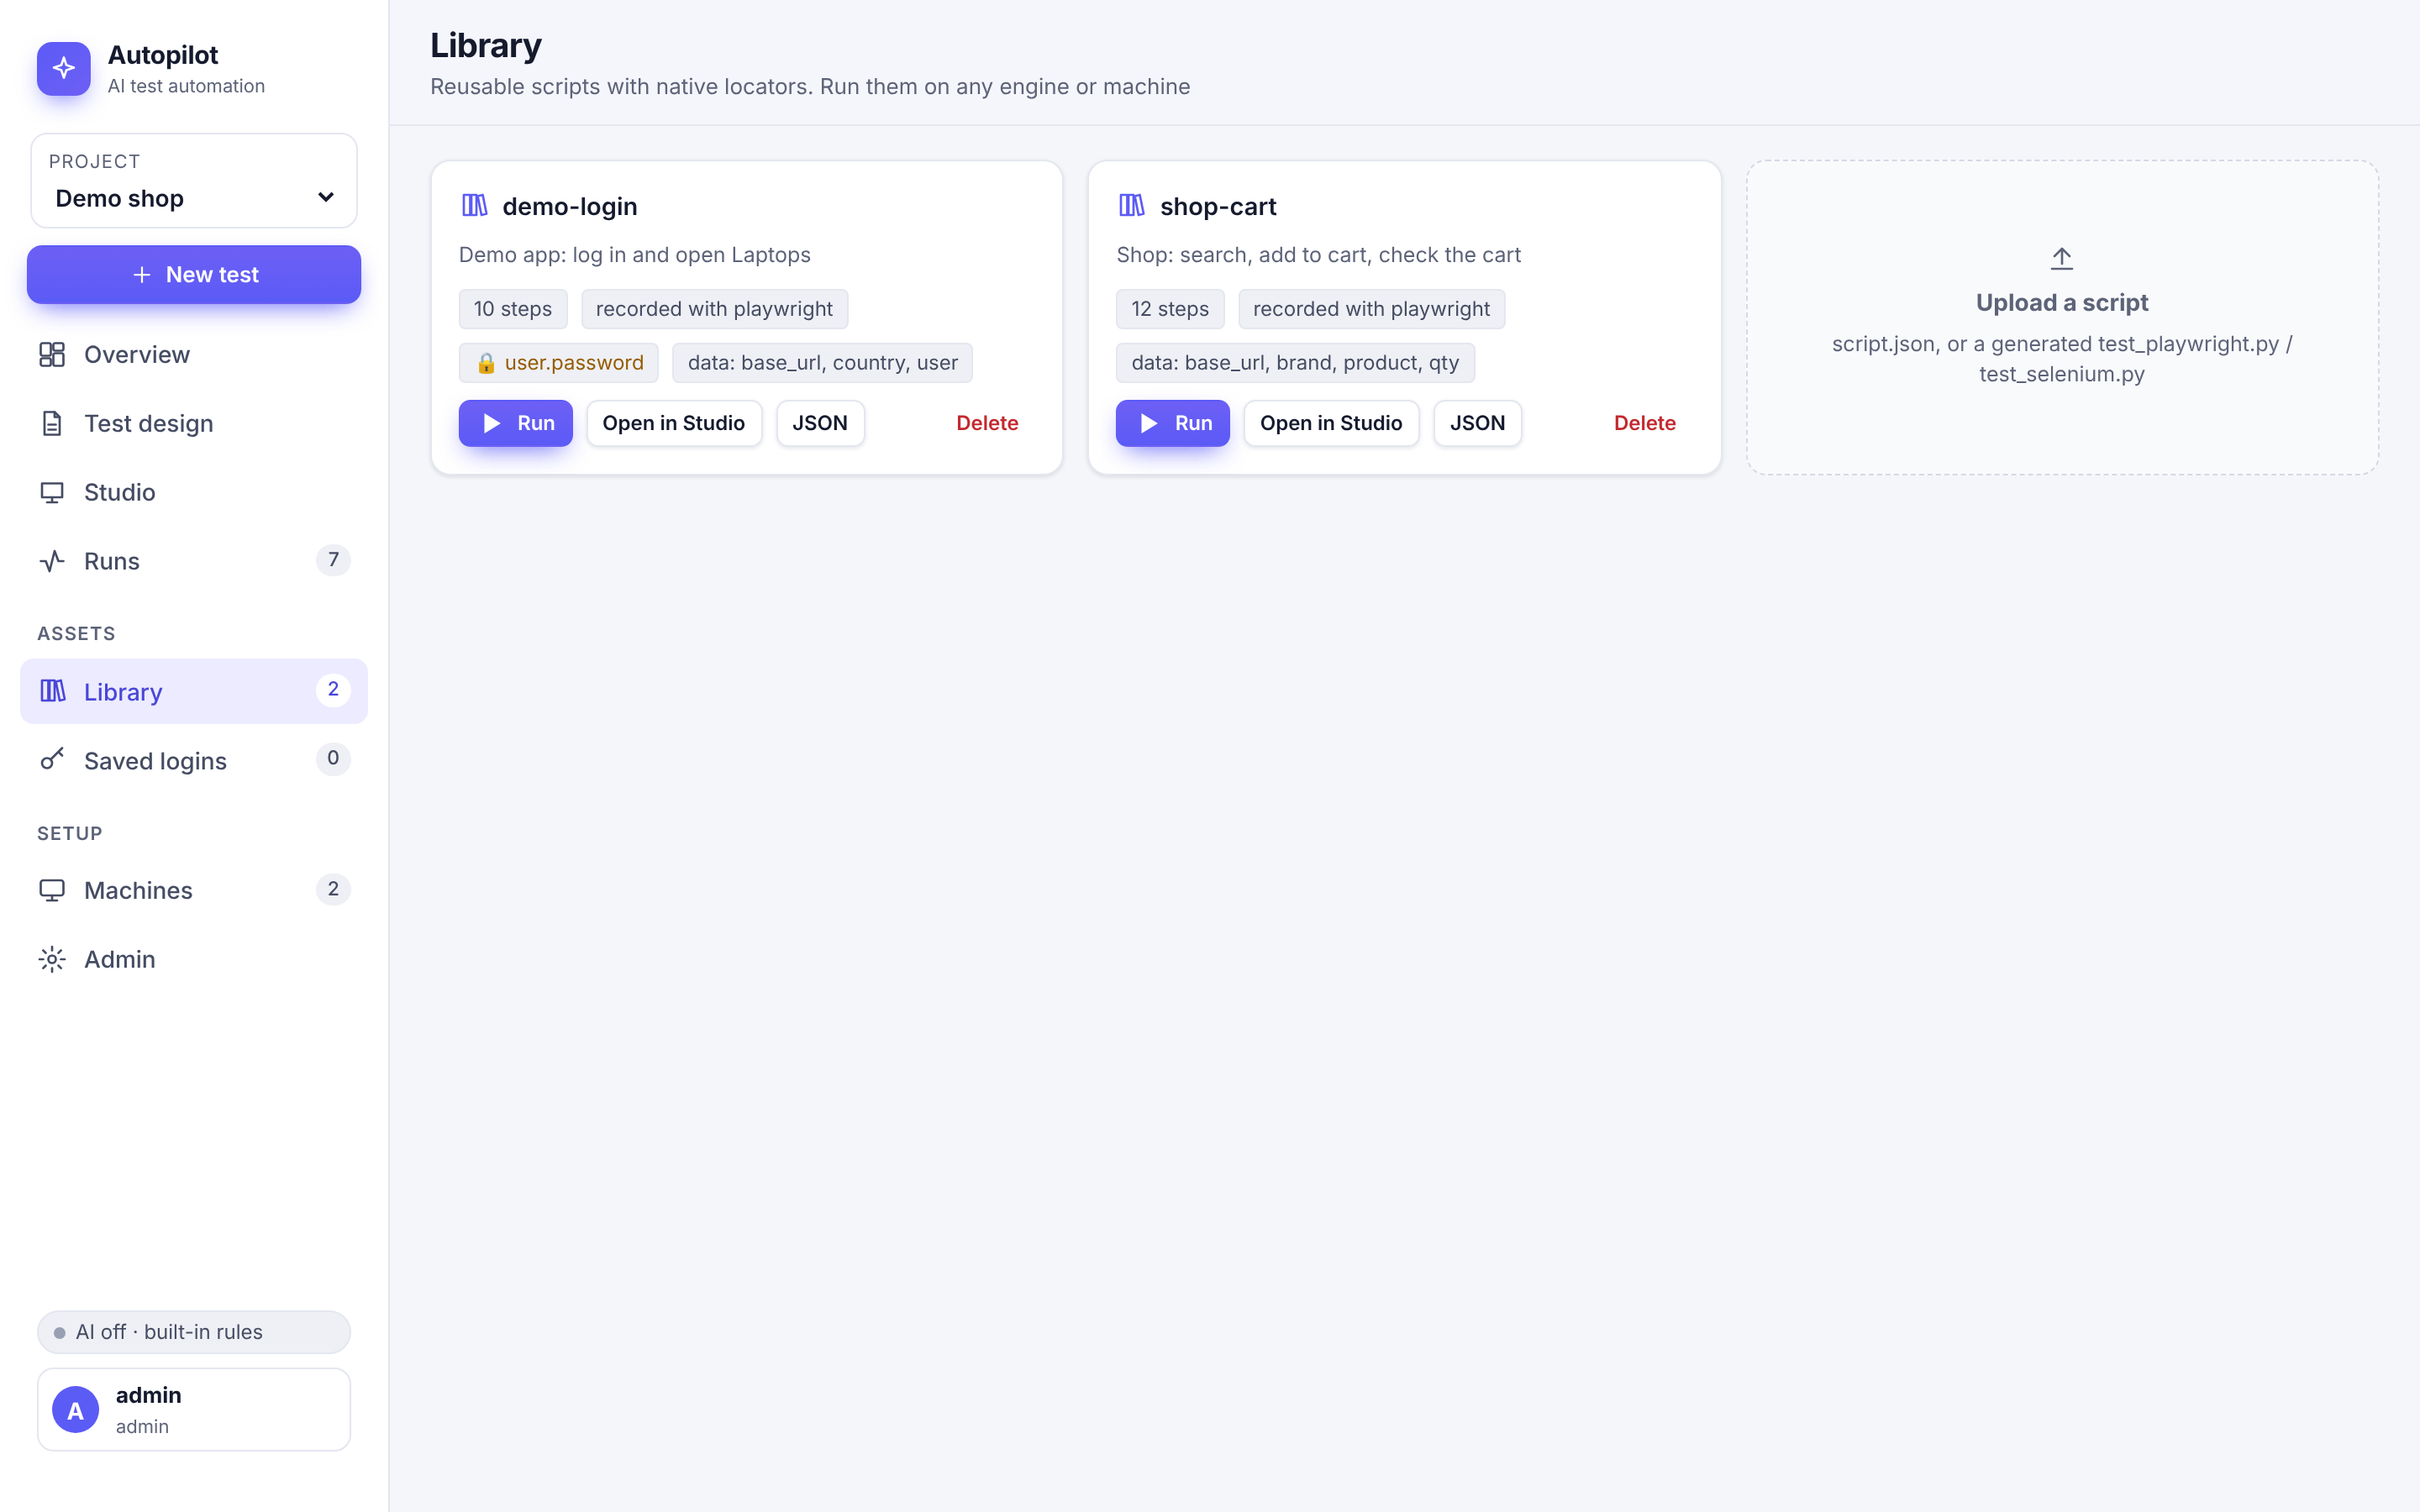 Autopilot
AI test automation
PROJECT
Demo shop
New test
Overview
Test design
Studio
Runs 7
ASSETS
Library 2
Saved logins 0
SETUP
Machines 2
Admin
AI off · built-in rules
A
admin
admin
Library
Reusable scripts with native locators. Run them on any engine or machine
demo-login
Demo app: log in and open Laptops
10 steps recorded with playwright
🔒 user.password data: base_url, country, user
Run Open in Studio JSON Delete
shop-cart
Shop: search, add to cart, check the cart
12 steps recorded with playwright
data: base_url, brand, product, qty
Run Open in Studio JSON Delete
Upload a script
script.json, or a generated test_playwright.py /
test_selenium.py